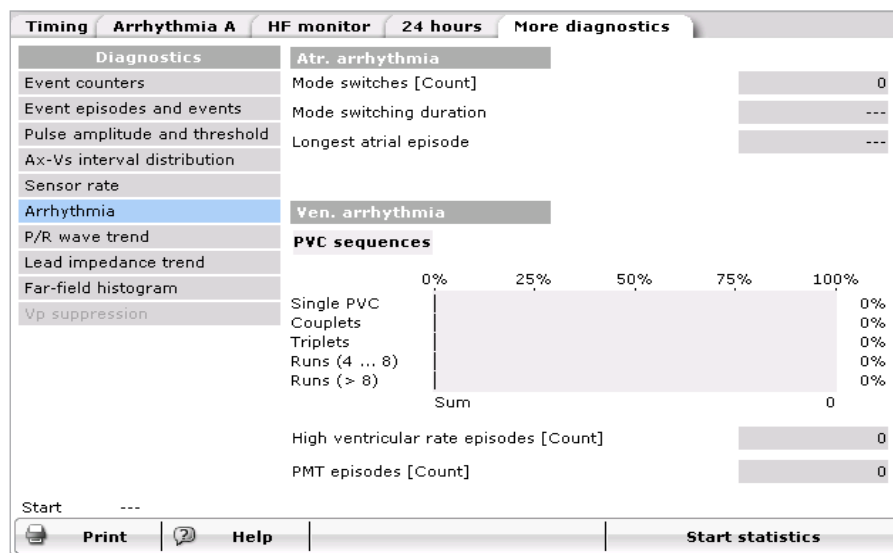 Timing Arrhythmia A HF monitor 24 hours More diagnostics
Diagnostics
Event counters
Event episodes and events
Pulse amplitude and threshold
Ax-Vs interval distribution
Sensor rate
Arrhythmia
P/R wave trend
Lead impedance trend
Far-field histogram
Vp suppression
Atr. arrhythmia
Mode switches [Count] 0
Mode switching duration ---
Longest atrial episode ---
Ven. arrhythmia
PVC sequences
0% 25% 50% 75% 100%
Single PVC 0%
Couplets 0%
Triplets 0%
Runs (4 ... 8) 0%
Runs (> 8) 0%
Sum 0
High ventricular rate episodes [Count] 0
PMT episodes [Count] 0
Start ---
Print Help Start statistics